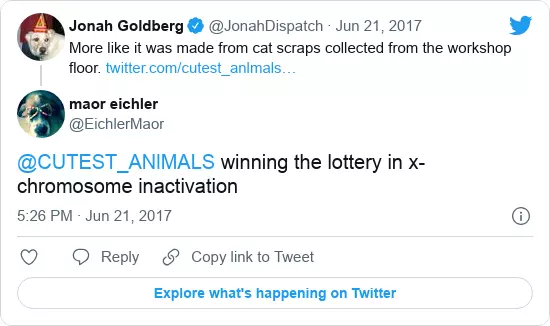 Jonah Goldberg @JonahDispatch · Jun 21, 2017
More like it was made from cat scraps collected from the workshop
floor. twitter.com/cutest_anlmals…
maor eichler
@EichlerMaor
@CUTEST_ANIMALS winning the lottery in x-
chromosome inactivation
5:26 PM · Jun 21, 2017
Reply Copy link to Tweet
Explore what's happening on Twitter